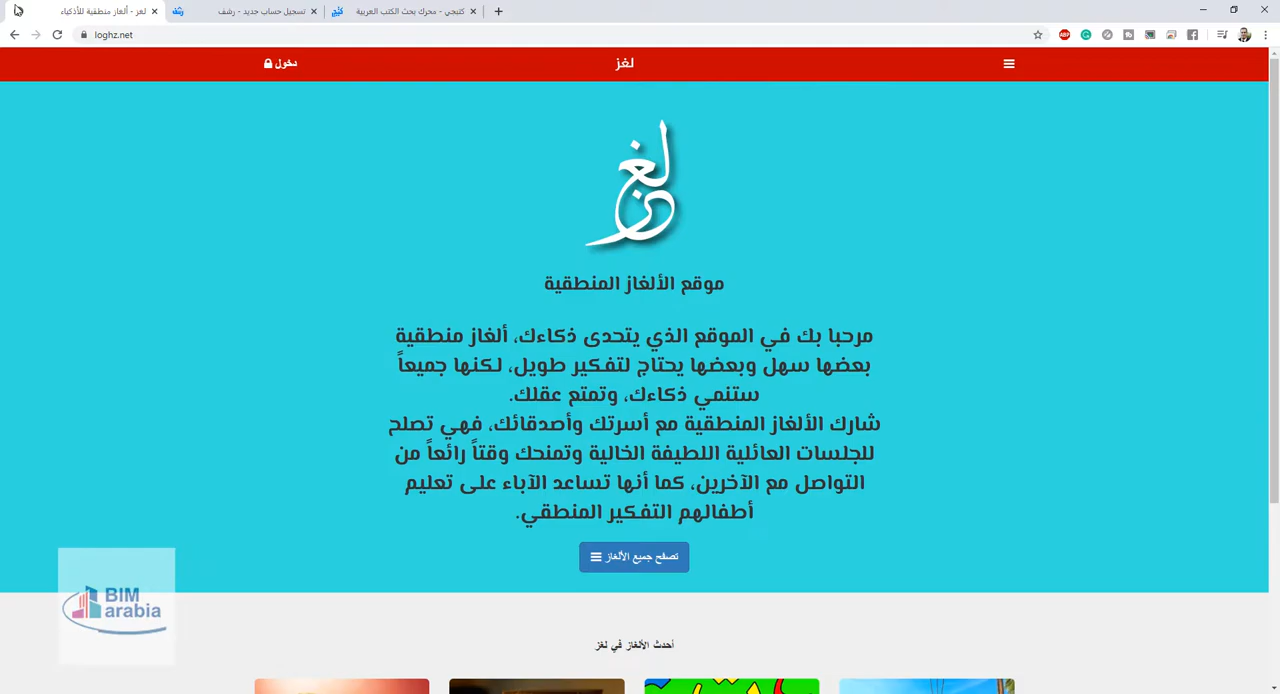 لغز - ألغاز منطقية للأذكياء
تسجيل حساب جديد - رشف
كتبجي - محرك بحث الكتب العربية
loghz.net
ABP
دخول
لغز
لغز
موقع الألغاز المنطقية
مرحبا بك في الموقع الذي يتحدى ذكاءك، ألغاز منطقية
بعضها سهل وبعضها يحتاج لتفكير طويل، لكنها جميعاً
ستنمي ذكاءك، وتمتع عقلك.
شارك الألغاز المنطقية مع أسرتك وأصدقائك، فهي تصلح
للجلسات العائلية اللطيفة الخالية وتمنحك وقتاً رائعاً من
التواصل مع الآخرين، كما أنها تساعد الآباء على تعليم
أطفالهم التفكير المنطقي.
تصفح جميع الألغاز
BIM
arabia
أحدث الألغاز في لغز